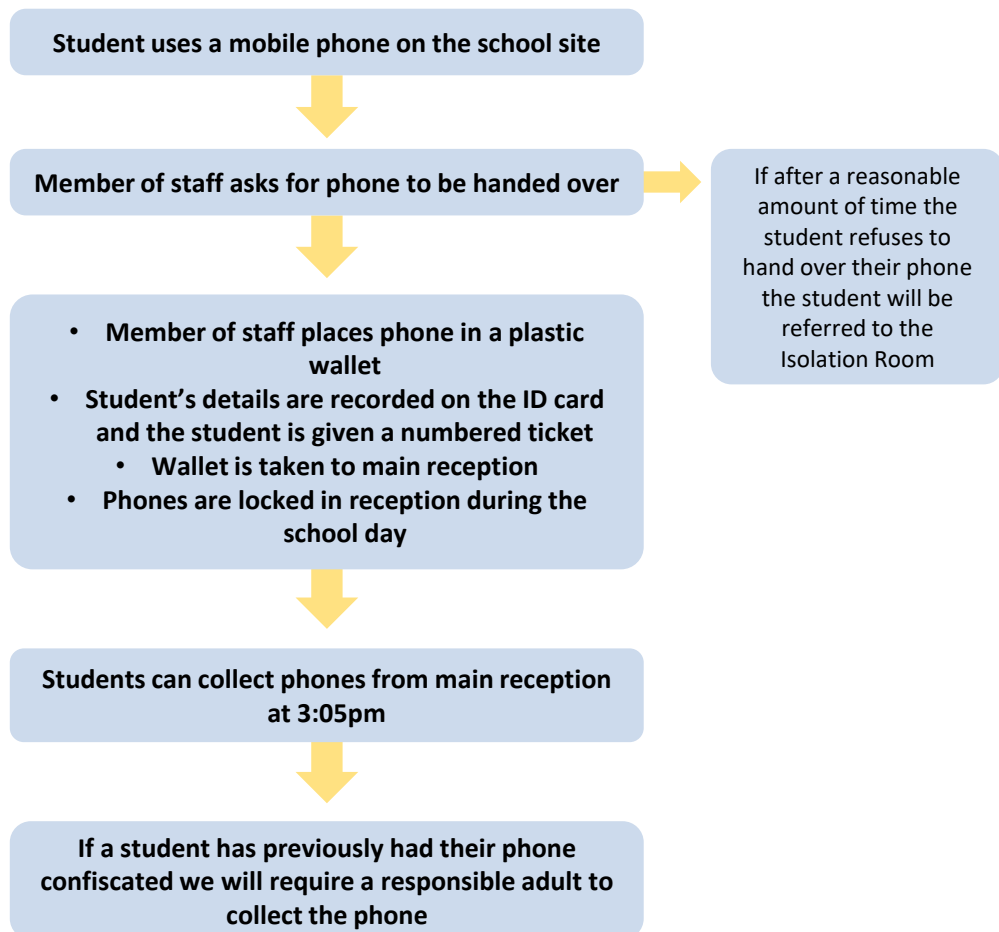 Student uses a mobile phone on the school site
Member of staff asks for phone to be handed over
If after a reasonable
amount of time the
student refuses to
hand over their phone
the student will be
referred to the
Isolation Room
• Member of staff places phone in a plastic
wallet
• Student’s details are recorded on the ID card
and the student is given a numbered ticket
• Wallet is taken to main reception
• Phones are locked in reception during the
school day
Students can collect phones from main reception
at 3:05pm
If a student has previously had their phone
confiscated we will require a responsible adult to
collect the phone